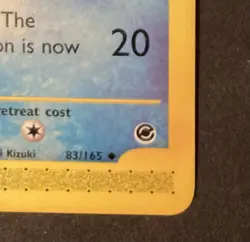 The
on is now 20
retreat cost
Kizuki 83/165